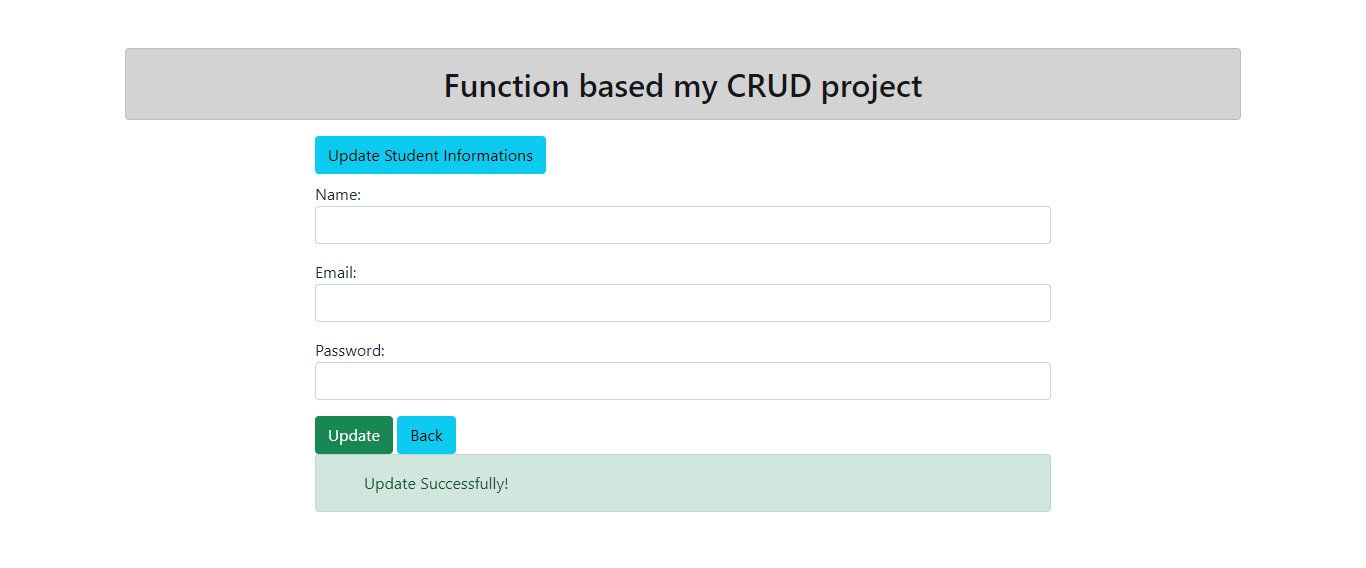 Function based my CRUD project
Update Student Informations
Name:
Email:
Password:
Update Back
Update Successfully!